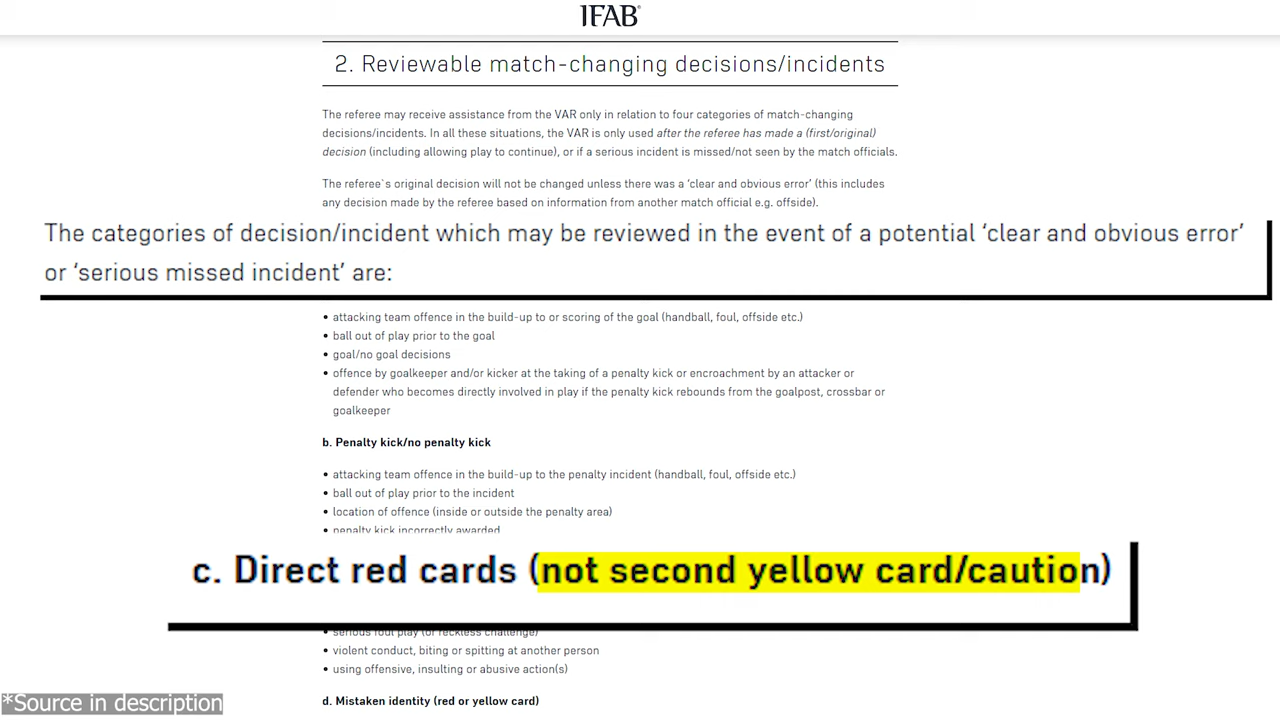 IFAB
2. Reviewable match-changing decisions/incidents
The referee may receive assistance from the VAR only in relation to four categories of match-changing
decisions/incidents. In all these situations, the VAR is only used after the referee has made a (first/original)
decision (including allowing play to continue), or if a serious incident is missed/not seen by the match officials.
The referee`s original decision will not be changed unless there was a ‘clear and obvious error’ (this includes
any decision made by the referee based on information from another match official e.g. offside).
The categories of decision/incident which may be reviewed in the event of a potential ‘clear and obvious error’
or ‘serious missed incident’ are:
• attacking team offence in the build-up to or scoring of the goal (handball, foul, offside etc.)
• ball out of play prior to the goal
• goal/no goal decisions
• offence by goalkeeper and/or kicker at the taking of a penalty kick or encroachment by an attacker or
defender who becomes directly involved in play if the penalty kick rebounds from the goalpost, crossbar or
goalkeeper
b. Penalty kick/no penalty kick
• attacking team offence in the build-up to the penalty incident (handball, foul, offside etc.)
• ball out of play prior to the incident
• location of offence (inside or outside the penalty area)
• penalty kick incorrectly awarded
c. Direct red cards (not second yellow card/caution)
• serious foul play (or reckless challenge)
• violent conduct, biting or spitting at another person
• using offensive, insulting or abusive action(s)
d. Mistaken identity (red or yellow card)
*Source in description